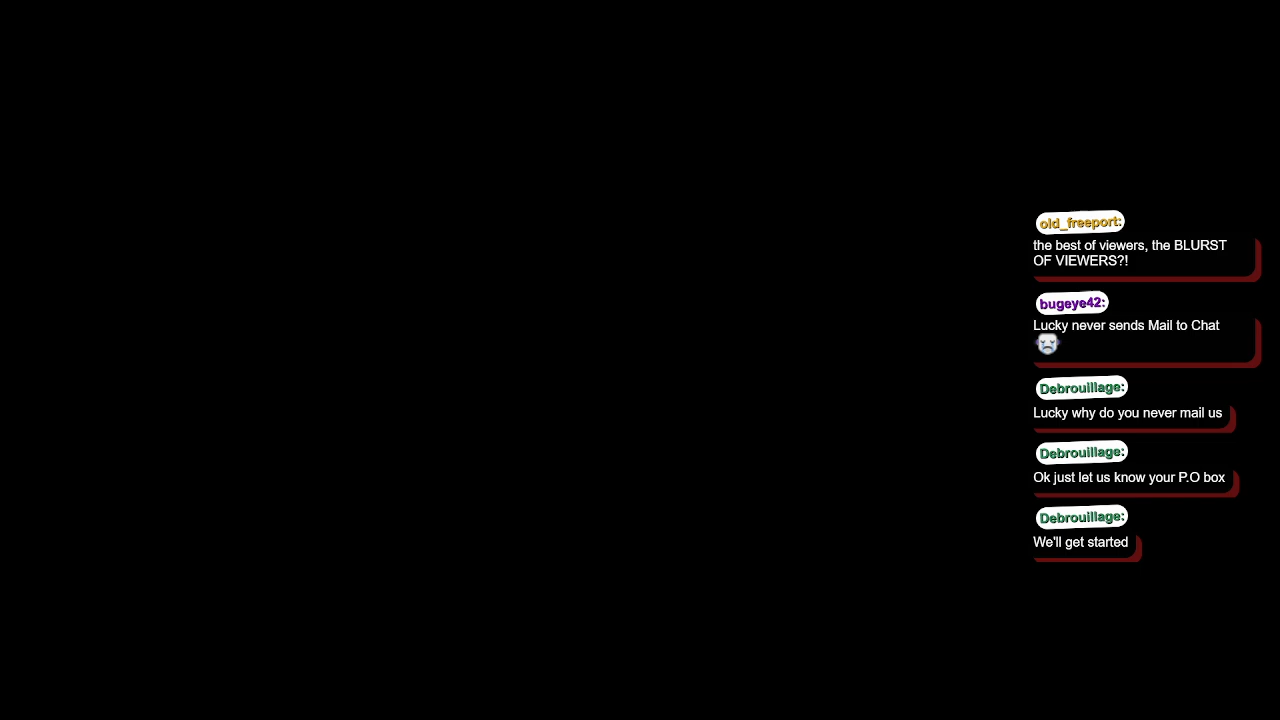 old_freeport:
the best of viewers, the BLURST
OF VIEWERS?!
bugeye42:
Lucky never sends Mail to Chat
Debrouillage:
Lucky why do you never mail us
Debrouillage:
Ok just let us know your P.O box
Debrouillage:
We'll get started